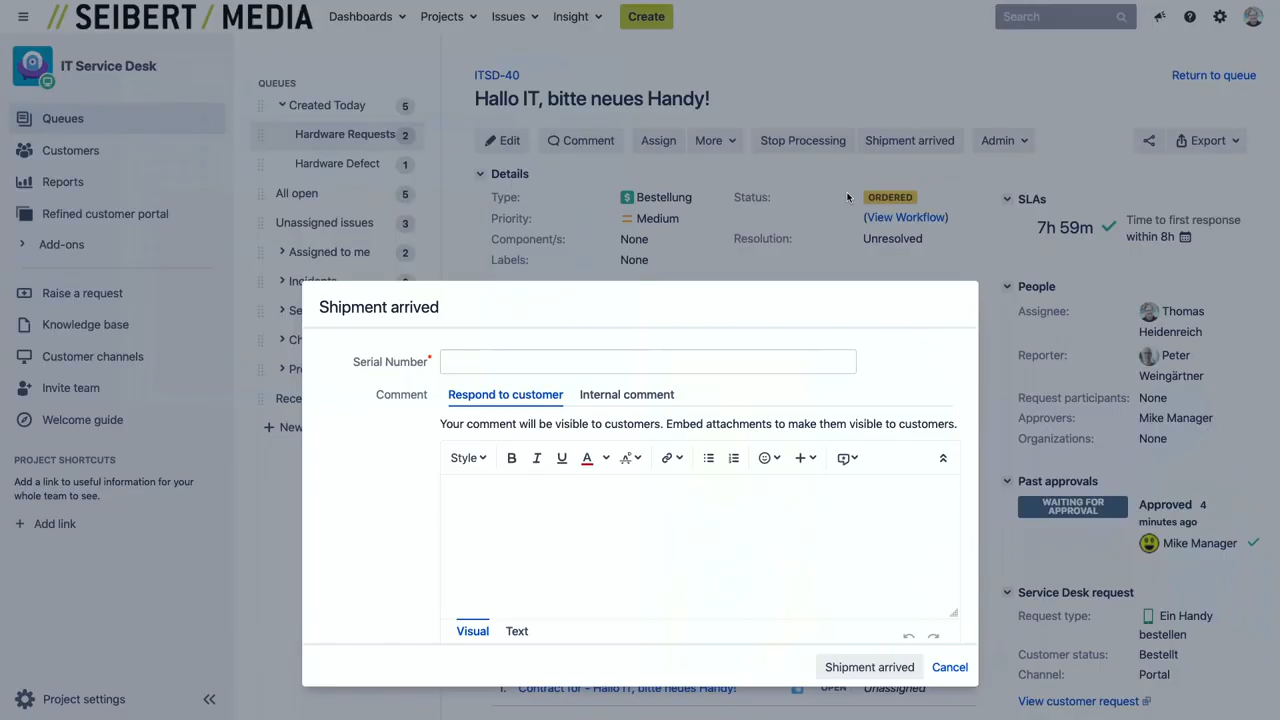 // SEIBERT / MEDIA
Dashboards
Projects
Issues
Insight
Create
Search
IT Service Desk
Queues
Customers
Reports
Refined customer portal
Add-ons
Raise a request
Knowledge base
Customer channels
Invite team
Welcome guide
PROJECT SHORTCUTS
Add a link to useful information for your
whole team to see.
+ Add link
Project settings
QUEUES
Created Today 5
Hardware Requests 2
Hardware Defect 1
All open 5
Unassigned issues 3
Assigned to me 2
Se
Ch
Rece
+ New
ITSD-40
Return to queue
Hallo IT, bitte neues Handy!
Edit
Comment
Assign
More
Stop Processing
Shipment arrived
Admin
Export
Details
Type: Bestellung
Status: ORDERED
(View Workflow)
Priority: Medium
Component/s: None
Resolution: Unresolved
Labels: None
SLAs
7h 59m
Time to first response
within 8h
People
Assignee: Thomas
Heidenreich
Reporter: Peter
Weingärtner
Request participants: None
Approvers: Mike Manager
Organizations: None
Past approvals
WAITING FOR
APPROVAL
Approved 4
minutes ago
Mike Manager
Service Desk request
Request type: Ein Handy
bestellen
Customer status: Bestellt
Channel: Portal
View customer request
Shipment arrived
Serial Number*
Comment
Respond to customer
Internal comment
Your comment will be visible to customers. Embed attachments to make them visible to customers.
Style B I U A
Visual
Text
Shipment arrived
Cancel
1. Contract for - Hallo IT, bitte neues Handy! OPEN Unassigned